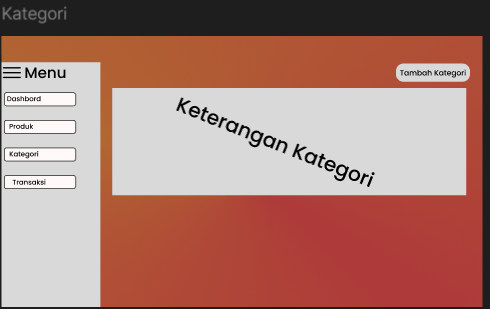 Kategori
Menu
Tambah Kategori
Dashbord
Produk
Kategori
Transaksi
Keterangan Kategori